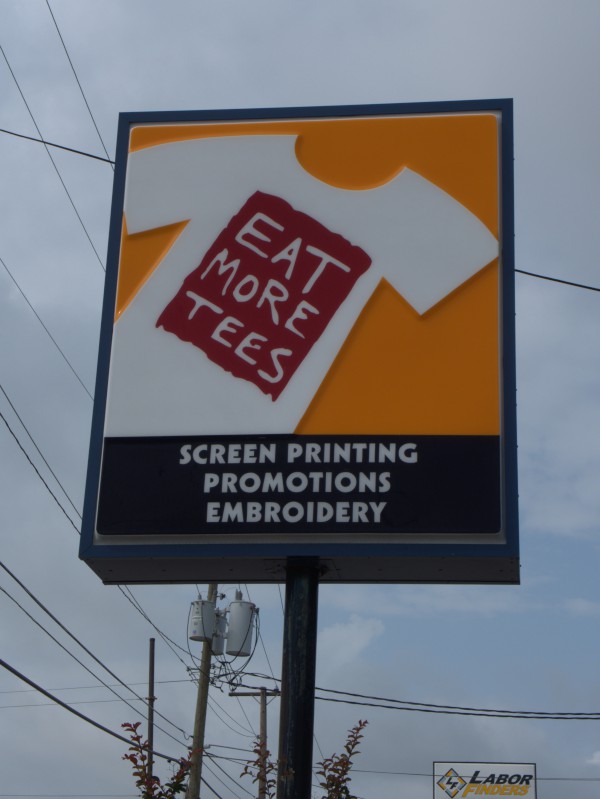 EAT
MORE
TEES
SCREEN PRINTING
PROMOTIONS
EMBROIDERY
LABOR
FINDERS